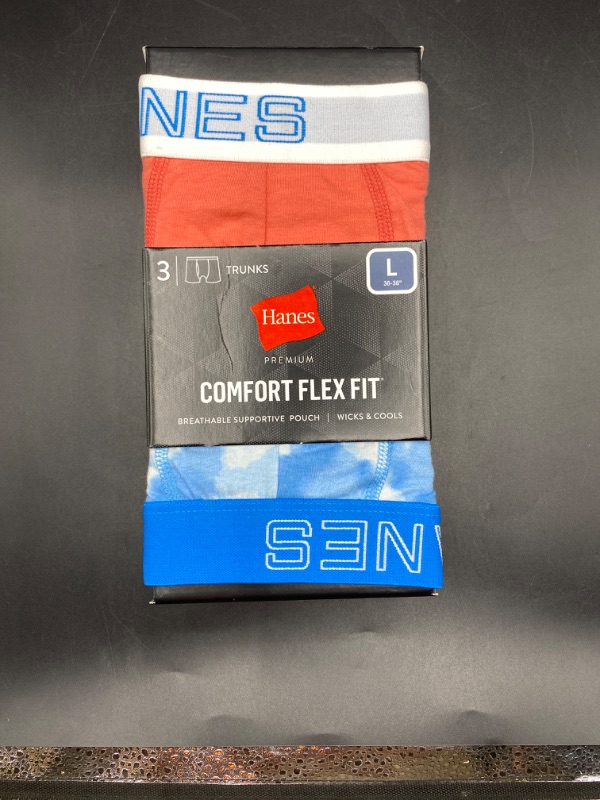 NES
3 TRUNKS
L
30-36"
Hanes
PREMIUM
COMFORT FLEX FIT®
BREATHABLE SUPPORTIVE POUCH | WICKS & COOLS
NES